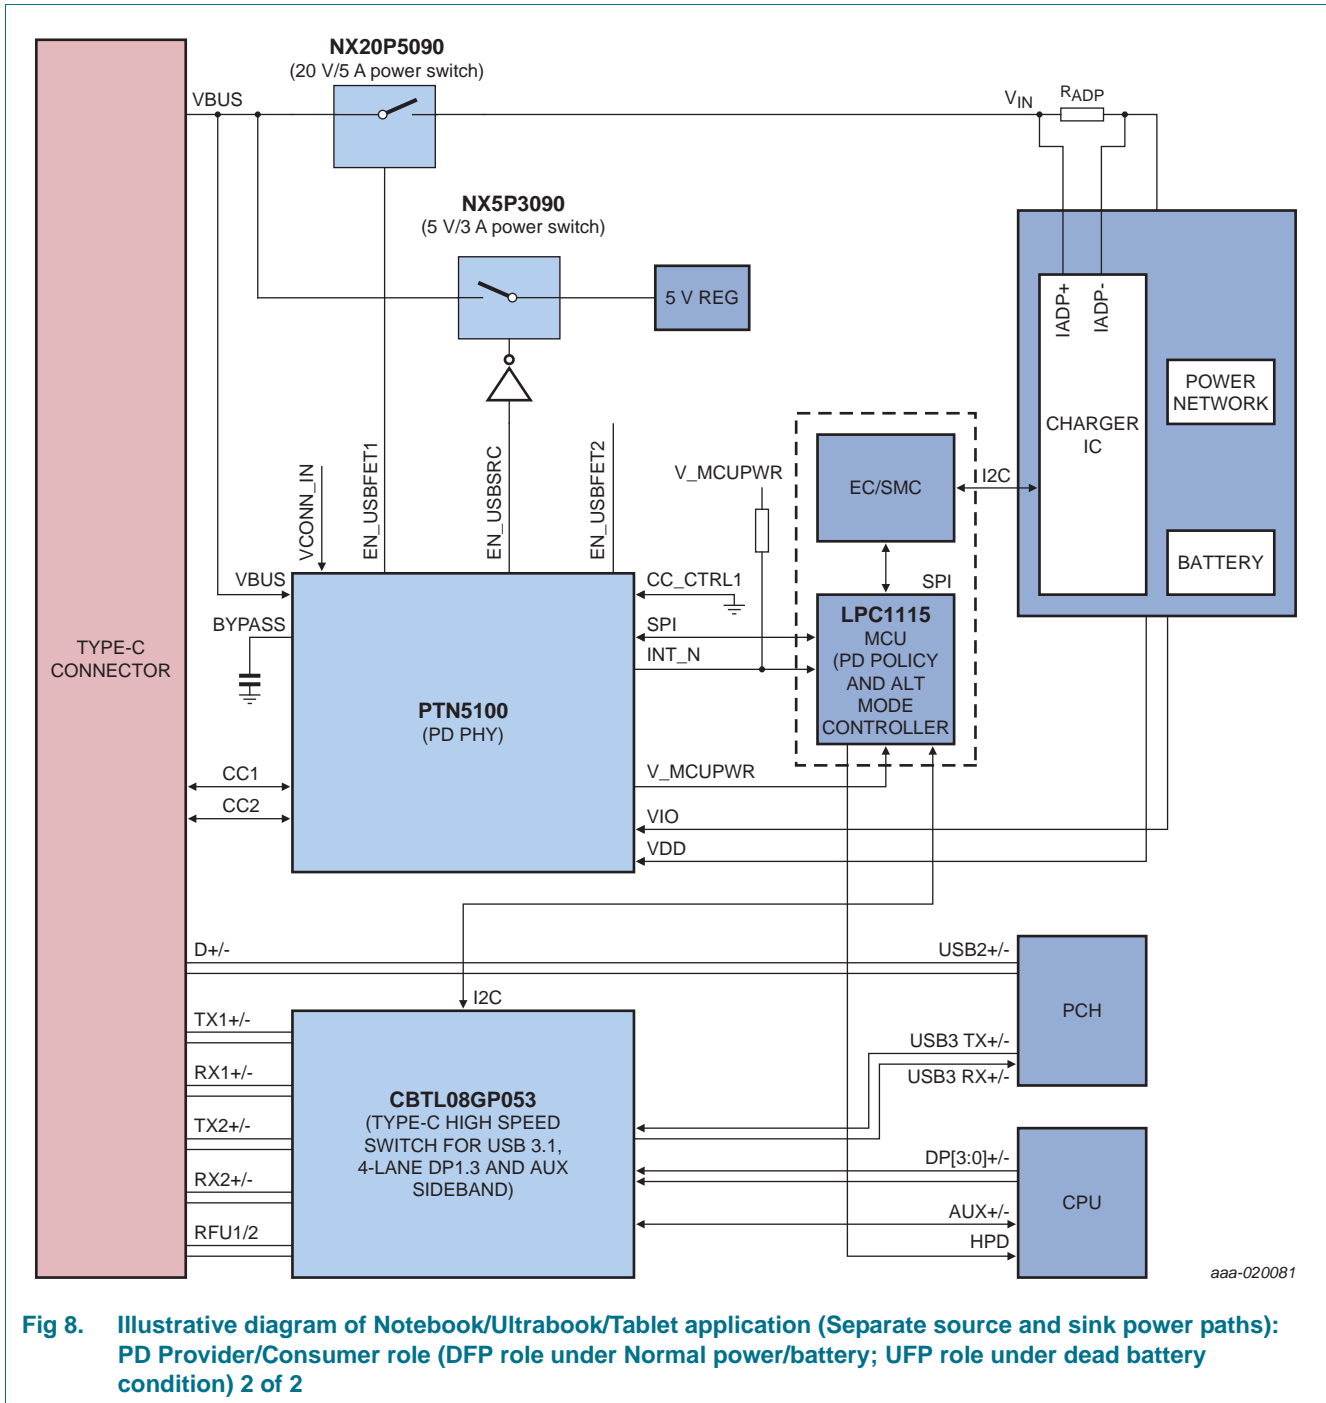 NX20P5090
(20 V/5 A power switch)
VBUS
VIN
RADP
NX5P3090
(5 V/3 A power switch)
5 V REG
IADP+
IADP-
POWER
NETWORK
CHARGER
IC
BATTERY
VCONN_IN
EN_USBFET1
EN_USBSRC
EN_USBFET2
V_MCUPWR
EC/SMC
I2C
SPI
VBUS
BYPASS
CC_CTRL1
SPI
INT_N
LPC1115
MCU
(PD POLICY
AND ALT
MODE
CONTROLLER
TYPE-C
CONNECTOR
PTN5100
(PD PHY)
CC1
CC2
V_MCUPWR
VIO
VDD
D+/-
USB2+/-
I2C
PCH
TX1+/-
RX1+/-
TX2+/-
RX2+/-
RFU1/2
USB3 TX+/-
USB3 RX+/-
CBTL08GP053
(TYPE-C HIGH SPEED
SWITCH FOR USB 3.1,
4-LANE DP1.3 AND AUX
SIDEBAND)
DP[3:0]+/-
CPU
AUX+/-
HPD
aaa-020081
Fig 8. Illustrative diagram of Notebook/Ultrabook/Tablet application (Separate source and sink power paths):
PD Provider/Consumer role (DFP role under Normal power/battery; UFP role under dead battery
condition) 2 of 2